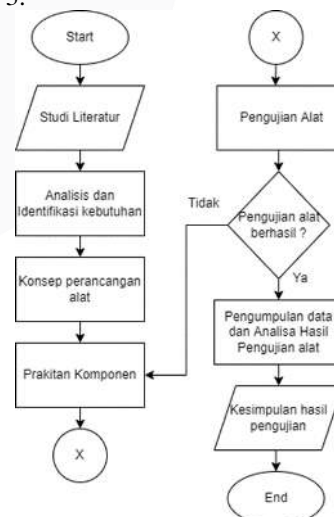 3.
Start
Studi Literatur
Analisis dan
Identifikasi kebutuhan
Konsep perancangan
alat
Prakitan Komponen
X
X
Pengujian Alat
Pengujian alat
berhasil ?
Tidak
Ya
Pengumpulan data
dan Analisa Hasil
Pengujian alat
Kesimpulan hasil
pengujian
End